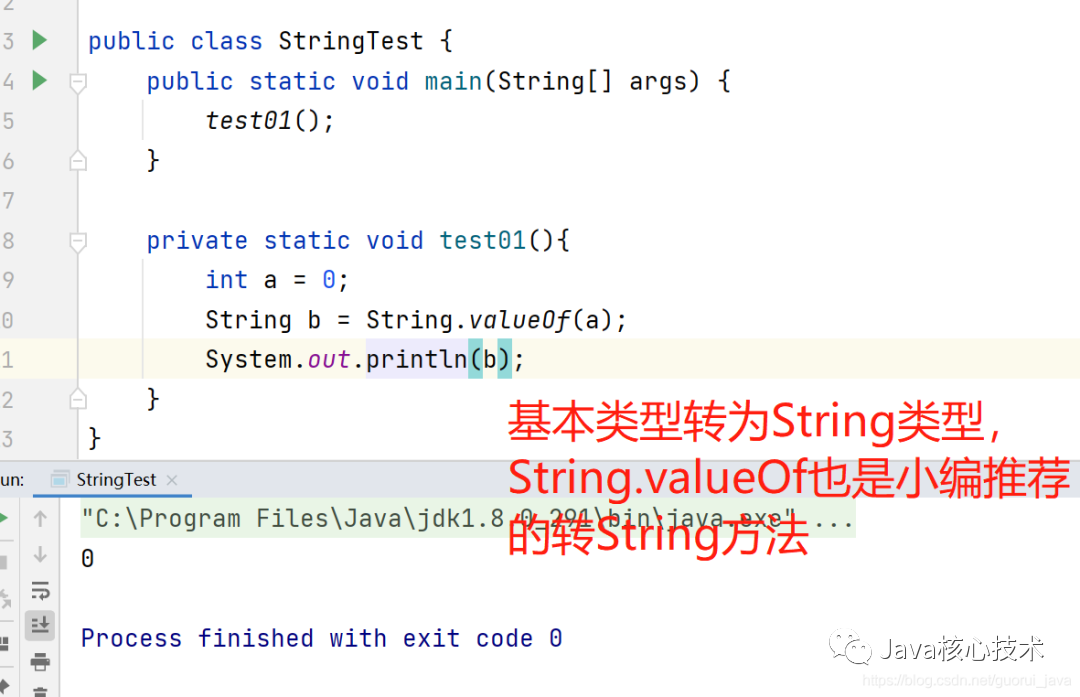 2
3 public class StringTest {
4 public static void main(String[] args) {
5 test01();
6 }
7
8 private static void test01(){
9 int a = 0;
0 String b = String.valueOf(a);
1 System.out.println(b);
2 }
3 }
基本类型转为String类型，
String.valueOf也是小编推荐
的转String方法
un: StringTest ×
"C:\Program Files\Java\jdk1.8.0_291\bin\java.exe" ...
0
Process finished with exit code 0
Java核心技术
https://blog.csdn.net/guorui_java